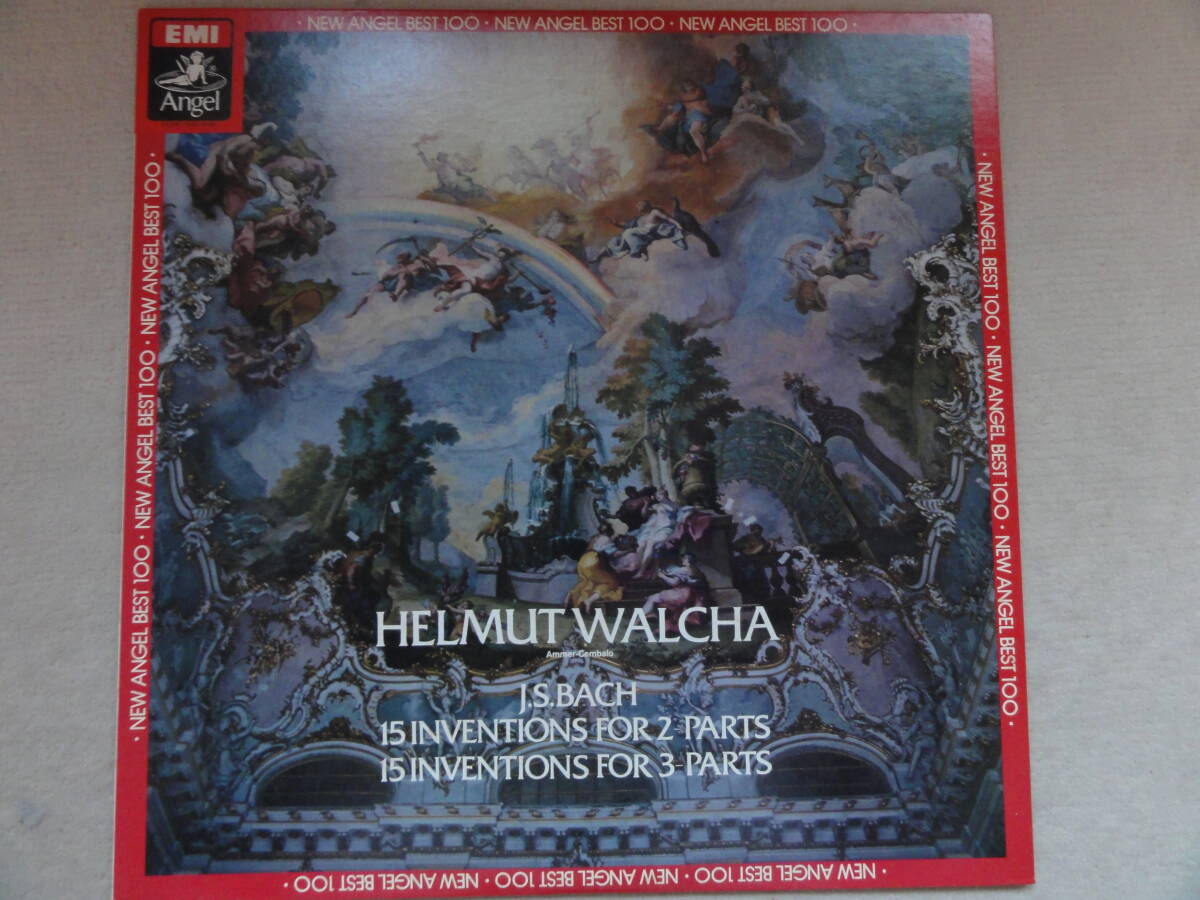 · NEW ANGEL BEST 100 · NEW ANGEL BEST 100 · NEW ANGEL BEST 100 ·
EMI
Angel
· NEW ANGEL BEST 100 · NEW ANGEL BEST 100 · NEW ANGEL BEST 100 ·
· NEW ANGEL BEST 100 · NEW ANGEL BEST 100 · NEW ANGEL BEST 100 ·
HELMUT WALCHA
Ammer-Cembalo
J.S.BACH
15 INVENTIONS FOR 2-PARTS
15 INVENTIONS FOR 3-PARTS
· NEW ANGEL BEST 100 · NEW ANGEL BEST 100 · NEW ANGEL BEST 100 ·